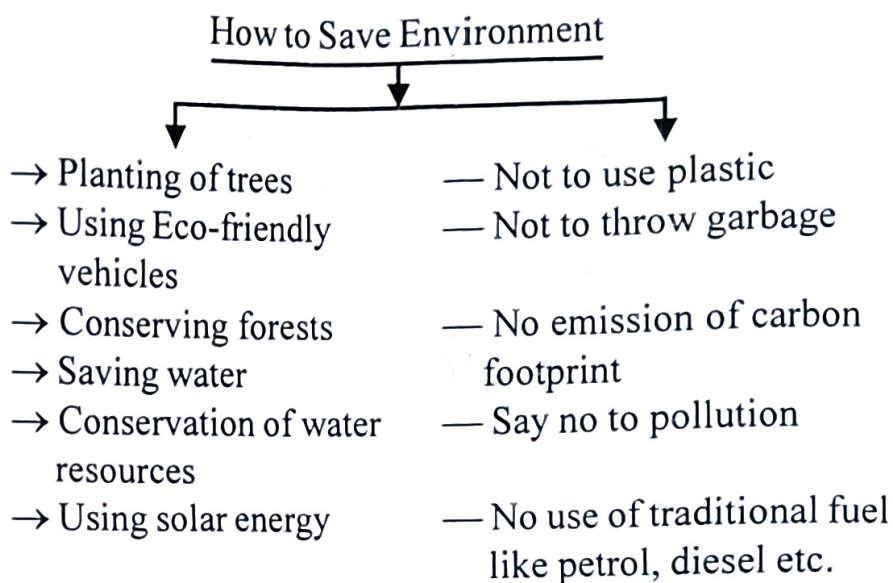 How to Save Environment
→ Planting of trees
→ Using Eco-friendly
vehicles
→ Conserving forests
→ Saving water
→ Conservation of water
resources
→ Using solar energy
— Not to use plastic
— Not to throw garbage
— No emission of carbon
footprint
— Say no to pollution
— No use of traditional fuel
like petrol, diesel etc.